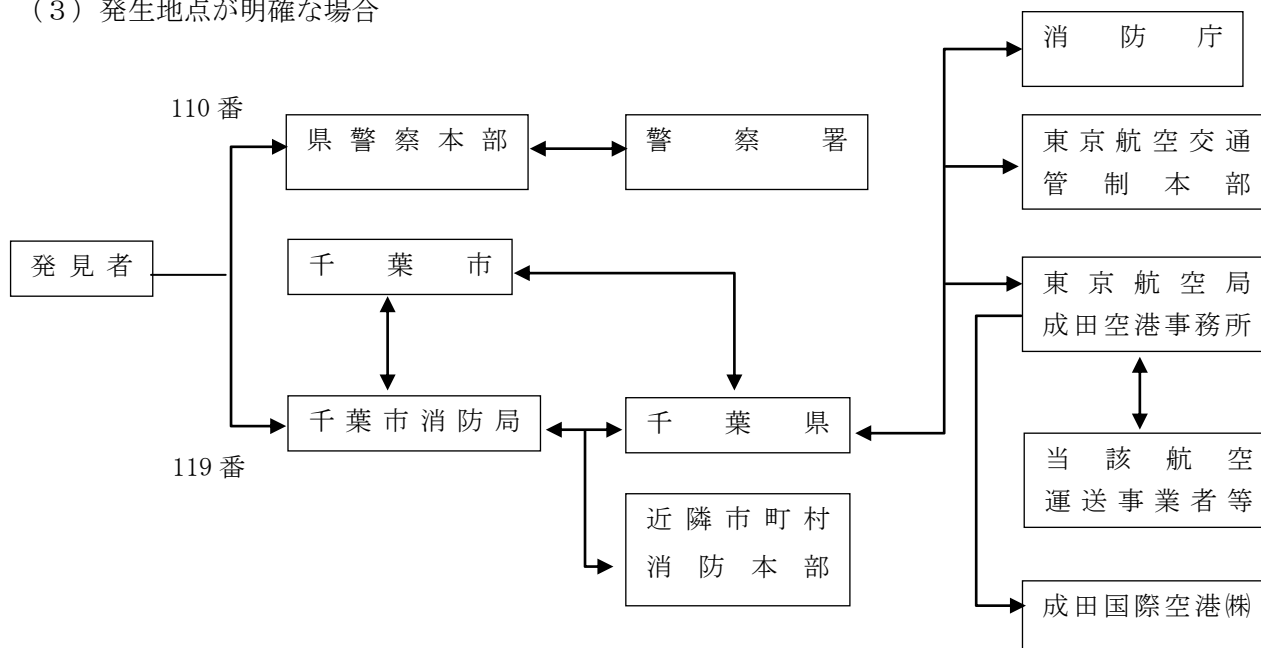 (3)発生地点が明確な場合
110番
県警察本部
警察署
消防庁
東京航空交通
管制本部
発見者
千葉市
東京航空局
成田空港事務所
千葉市消防局
千葉県
119番
当該航空
運送事業者等
近隣市町村
消防本部
成田国際空港㈱